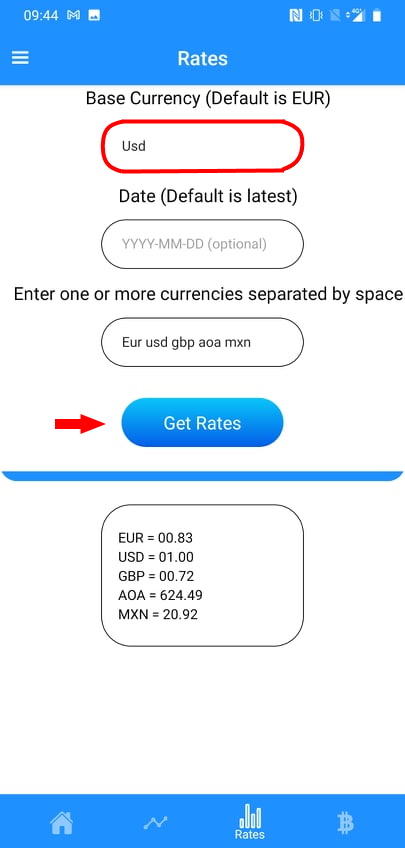 09:44
Rates
Base Currency (Default is EUR)
Usd
Date (Default is latest)
YYYY-MM-DD (optional)
Enter one or more currencies separated by space
Eur usd gbp aoa mxn
Get Rates
EUR = 00.83
USD = 01.00
GBP = 00.72
AOA = 624.49
MXN = 20.92
Rates